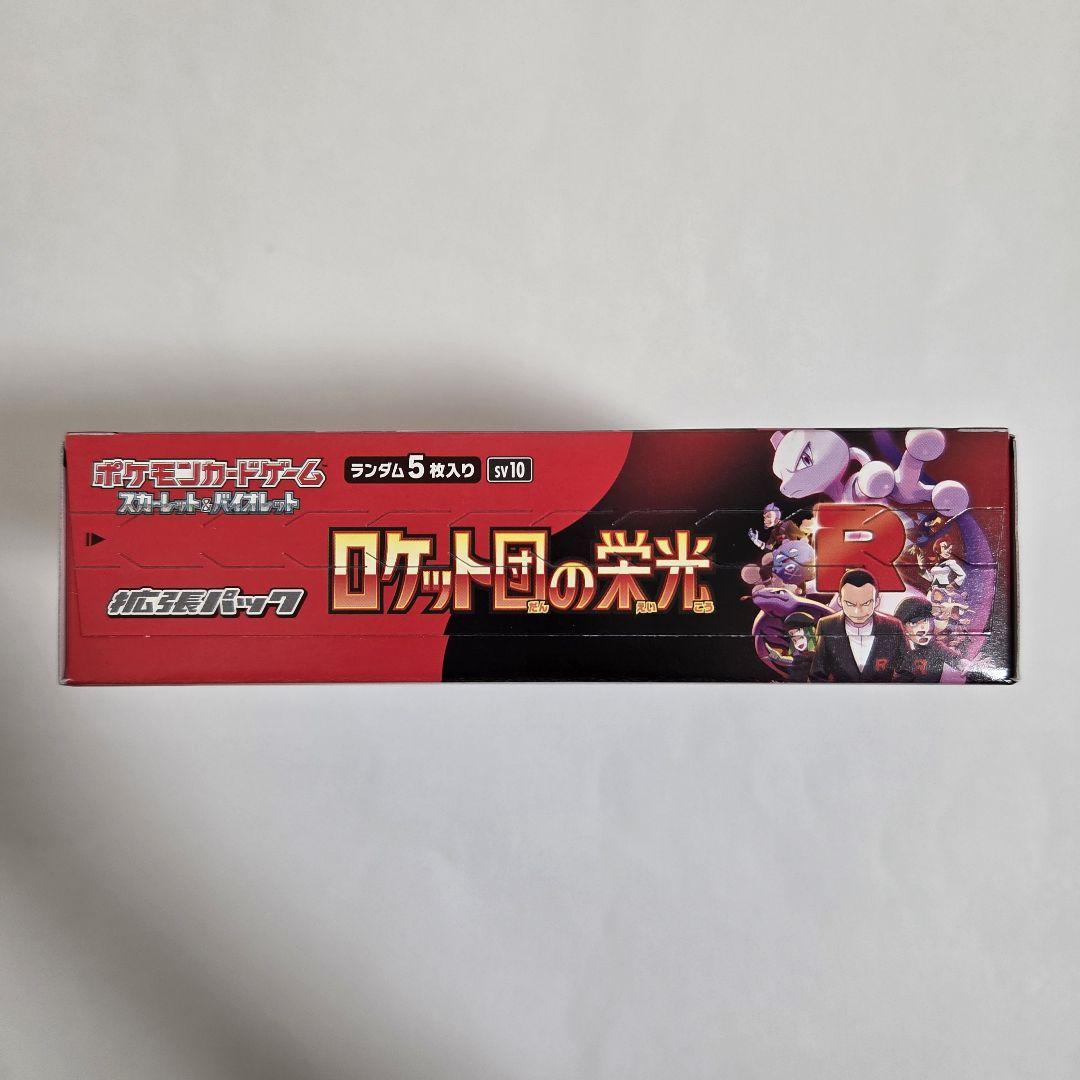 ポケモンカードゲーム
スカーレット&バイオレット
ランダム5枚入り
SV10
ロケット団の栄光
だん えい こう
拡張パック
R
R R